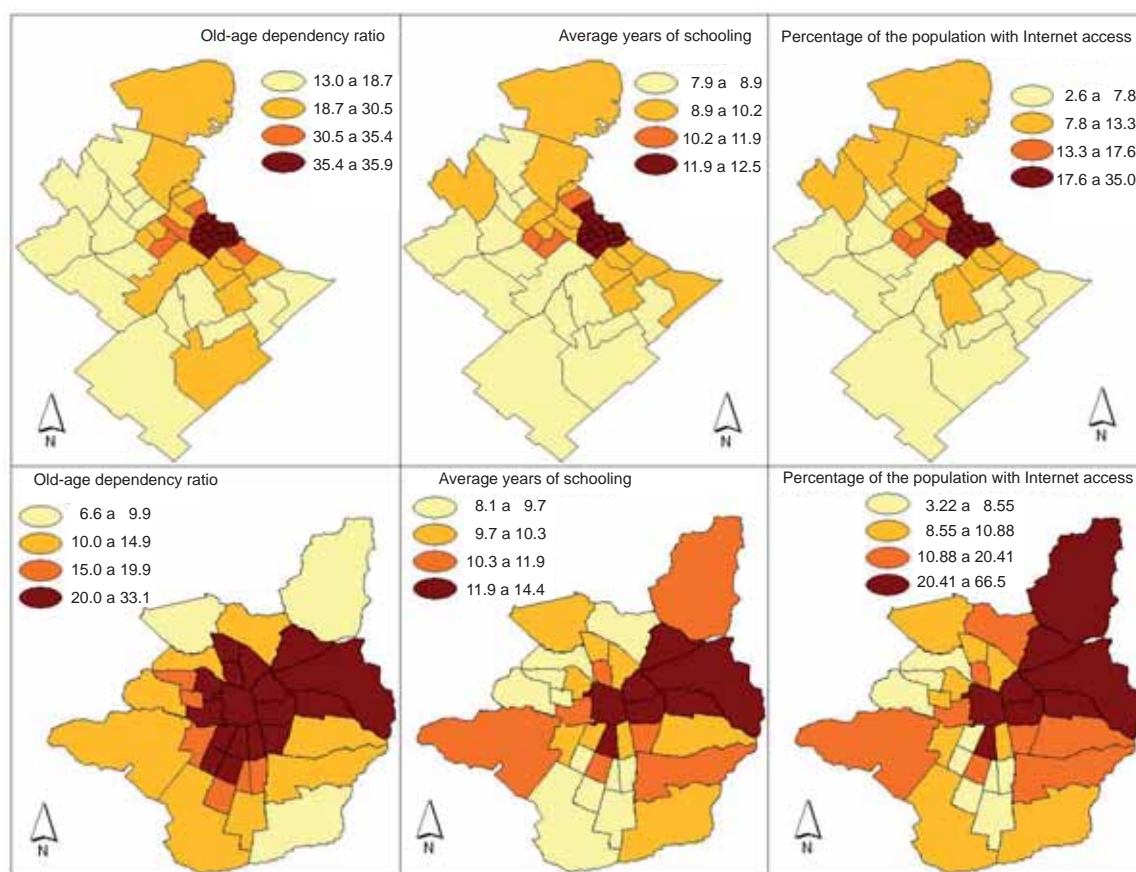 Old-age dependency ratio
13.0 a 18.7
18.7 a 30.5
30.5 a 35.4
35.4 a 35.9
N
Average years of schooling
7.9 a 8.9
8.9 a 10.2
10.2 a 11.9
11.9 a 12.5
N
Percentage of the population with Internet access
2.6 a 7.8
7.8 a 13.3
13.3 a 17.6
17.6 a 35.0
N
Old-age dependency ratio
6.6 a 9.9
10.0 a 14.9
15.0 a 19.9
20.0 a 33.1
N
Average years of schooling
8.1 a 9.7
9.7 a 10.3
10.3 a 11.9
11.9 a 14.4
N
Percentage of the population with Internet access
3.22 a 8.55
8.55 a 10.88
10.88 a 20.41
20.41 a 66.5
N